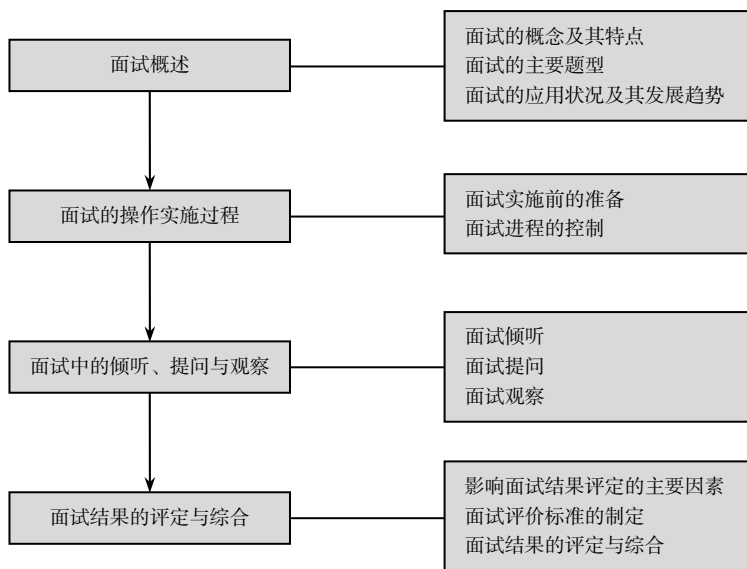 面试概述
面试的概念及其特点
面试的主要题型
面试的应用状况及其发展趋势
面试的操作实施过程
面试实施前的准备
面试进程的控制
面试中的倾听、提问与观察
面试倾听
面试提问
面试观察
面试结果的评定与综合
影响面试结果评定的主要因素
面试评价标准的制定
面试结果的评定与综合